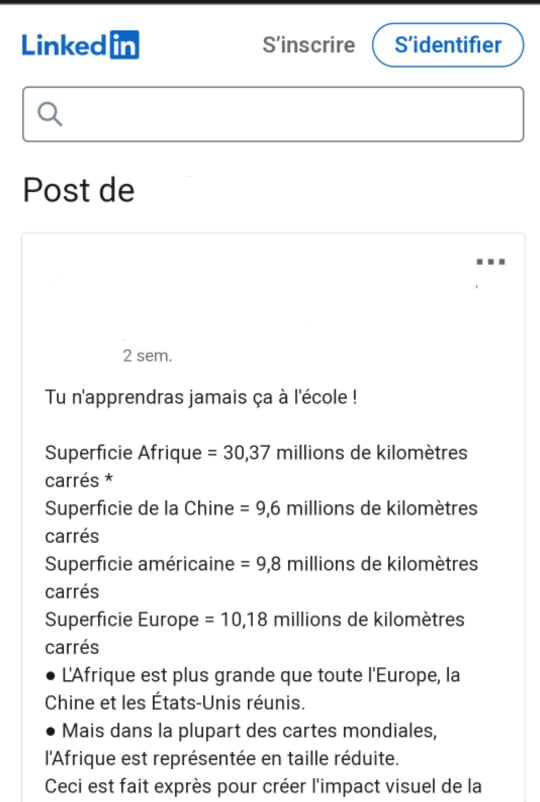 Linked in
S’inscrire
S’identifier
Post de
2 sem.
Tu n'apprendras jamais ça à l'école !
Superficie Afrique = 30,37 millions de kilomètres
carrés *
Superficie de la Chine = 9,6 millions de kilomètres
carrés
Superficie américaine = 9,8 millions de kilomètres
carrés
Superficie Europe = 10,18 millions de kilomètres
carrés
● L'Afrique est plus grande que toute l'Europe, la
Chine et les États-Unis réunis.
● Mais dans la plupart des cartes mondiales,
l'Afrique est représentée en taille réduite.
Ceci est fait exprès pour créer l'impact visuel de la